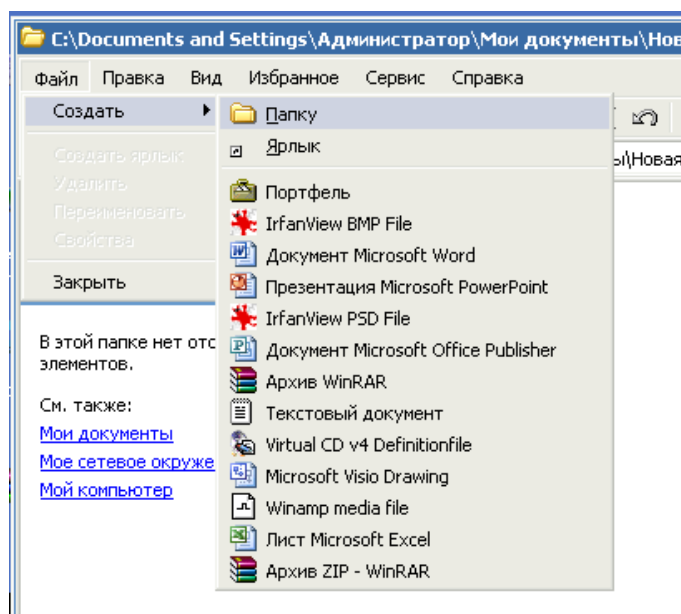 C:\Documents and Settings\Администратор\Мои документы\Нов
Файл Правка Вид Избранное Сервис Справка
Создать
Создать ярлык
Удалить
Переименовать
Свойства
Закрыть
Папку
Ярлык
Портфель
IrfanView BMP File
Документ Microsoft Word
Презентация Microsoft PowerPoint
IrfanView PSD File
Документ Microsoft Office Publisher
Архив WinRAR
Текстовый документ
Virtual CD v4 Definitionfile
Microsoft Visio Drawing
Winamp media file
Лист Microsoft Excel
Архив ZIP - WinRAR
ы\Новая
В этой папке нет отс
элементов.
См. также:
Мои документы
Мое сетевое окруже
Мой компьютер